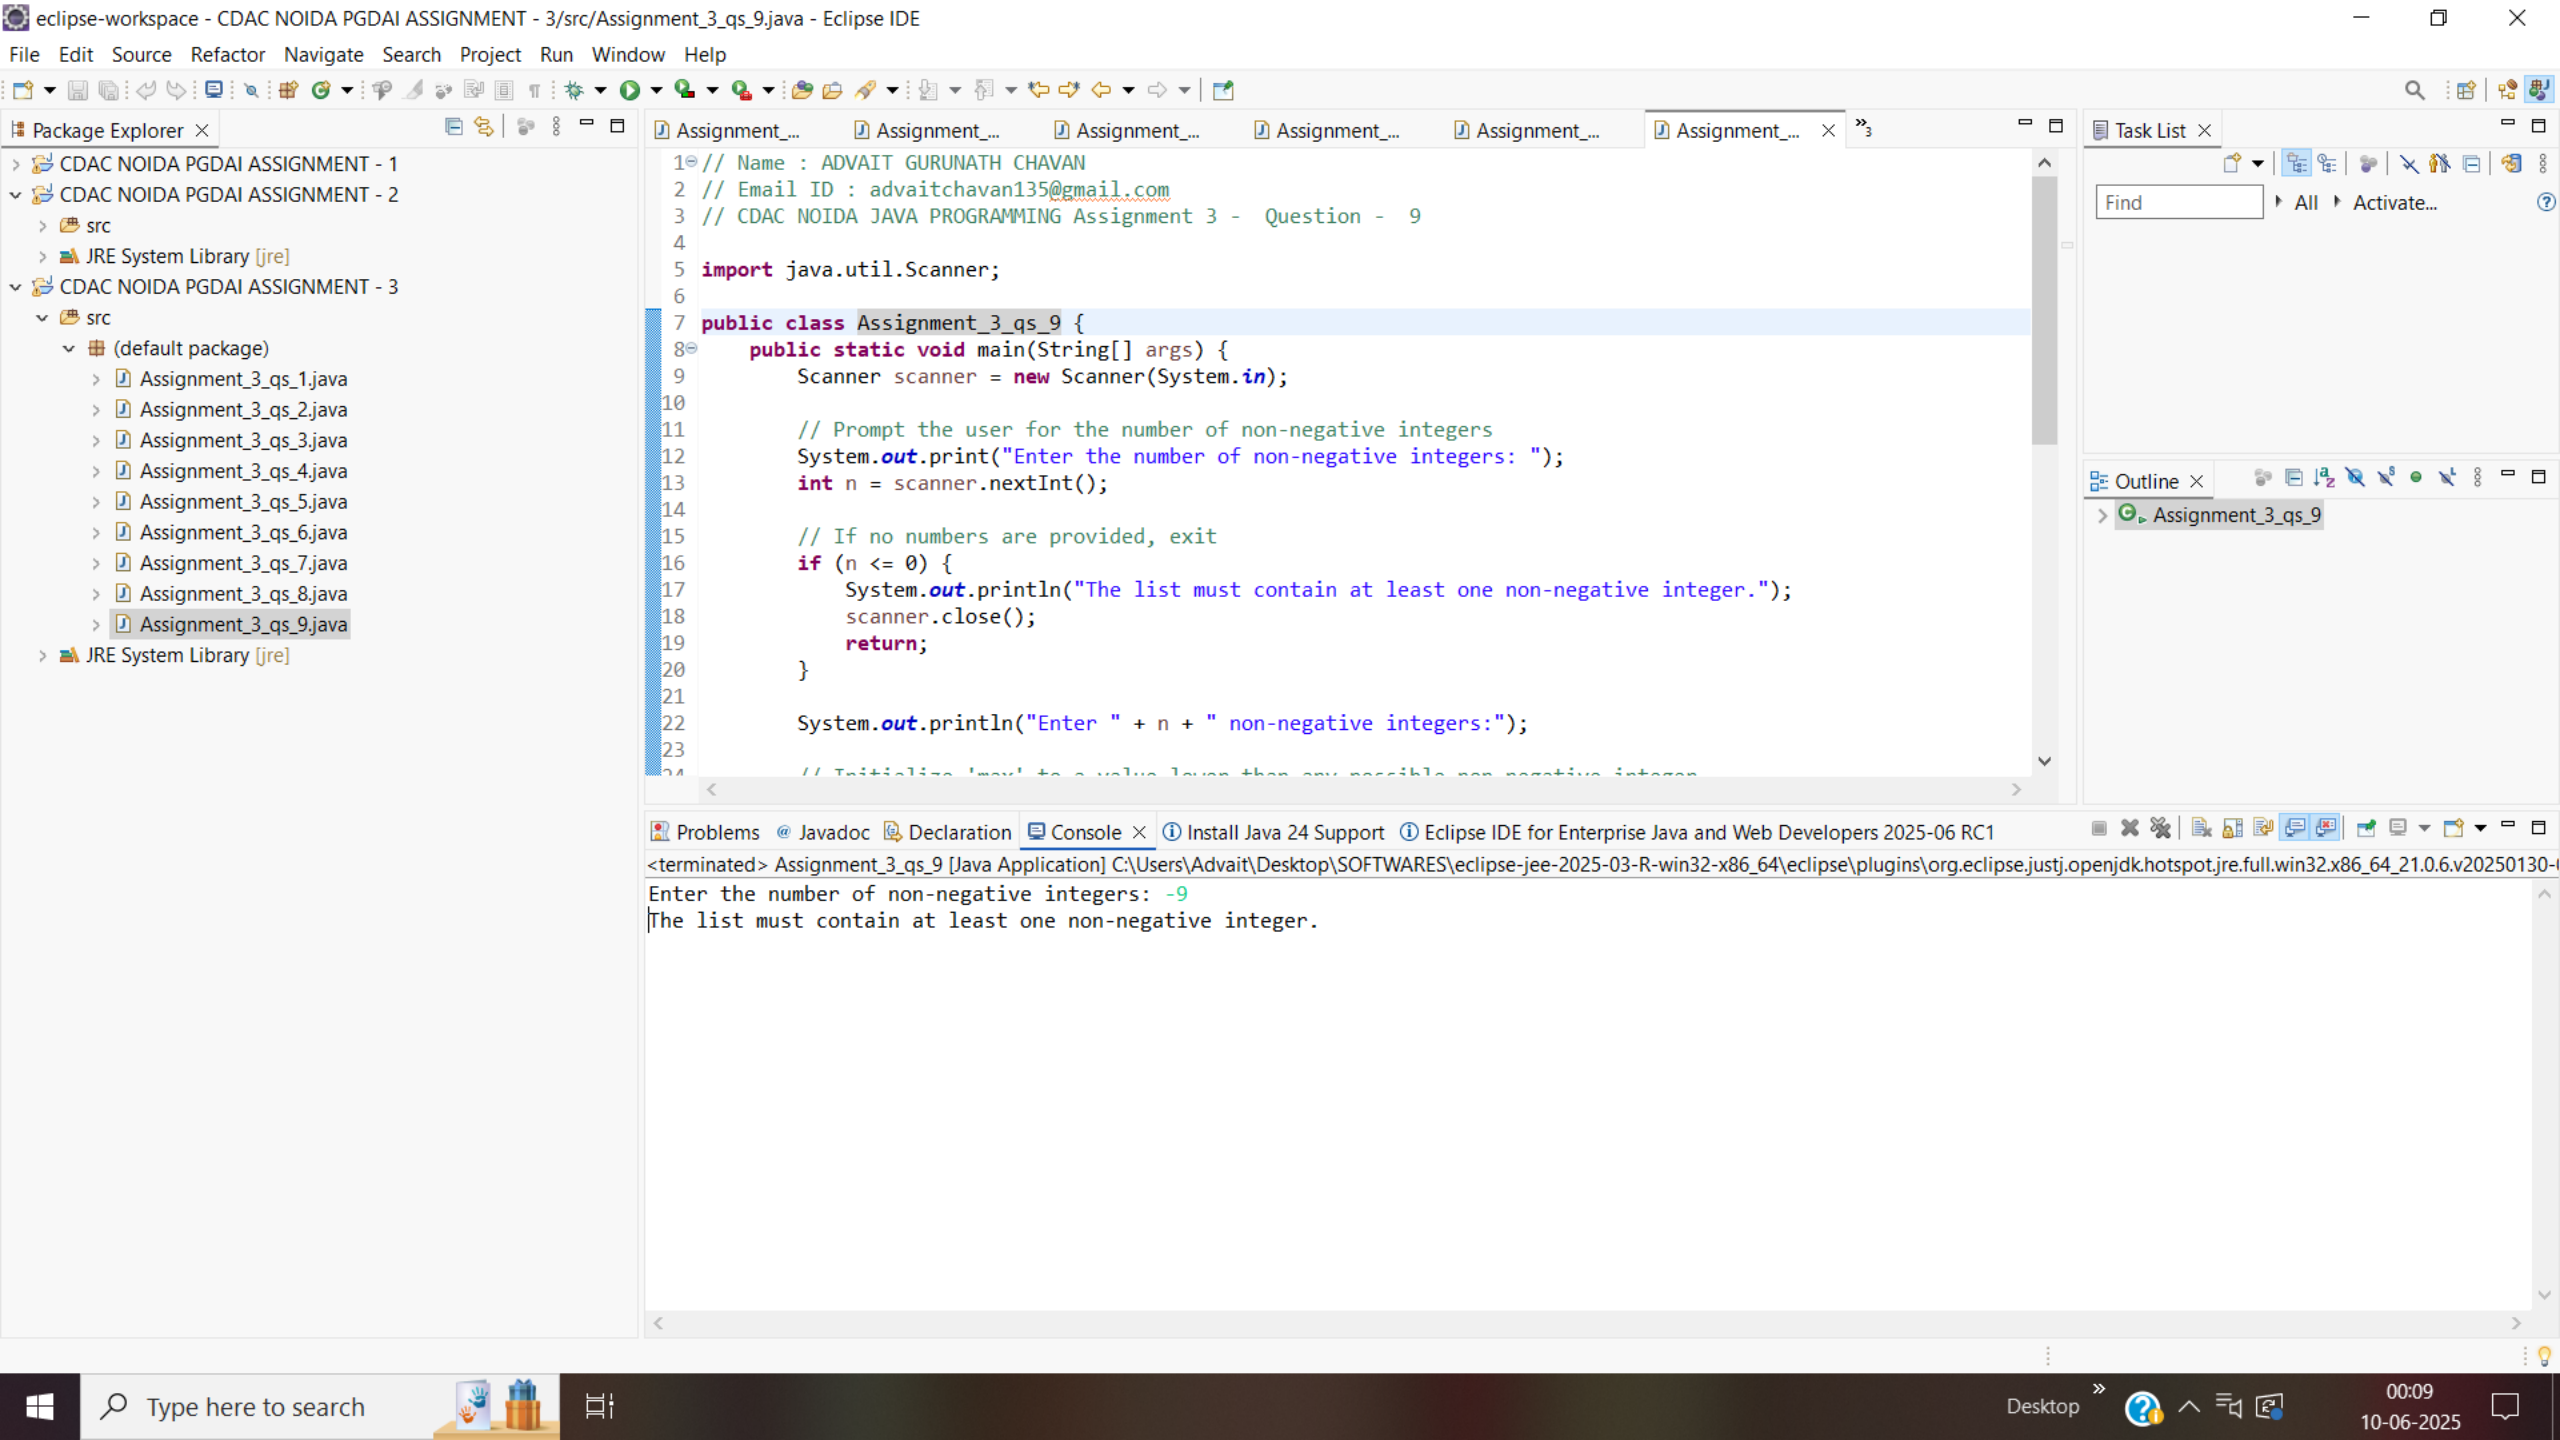 eclipse-workspace - CDAC NOIDA PGDAI ASSIGNMENT - 3/src/Assignment_3_qs_9.java - Eclipse IDE
File Edit Source Refactor Navigate Search Project Run Window Help
Package Explorer
CDAC NOIDA PGDAI ASSIGNMENT - 1
CDAC NOIDA PGDAI ASSIGNMENT - 2
src
JRE System Library [jre]
CDAC NOIDA PGDAI ASSIGNMENT - 3
src
(default package)
Assignment_3_qs_1.java
Assignment_3_qs_2.java
Assignment_3_qs_3.java
Assignment_3_qs_4.java
Assignment_3_qs_5.java
Assignment_3_qs_6.java
Assignment_3_qs_7.java
Assignment_3_qs_8.java
Assignment_3_qs_9.java
JRE System Library [jre]
Assignment_... Assignment_... Assignment_... Assignment_... Assignment_... Assignment_... »3
1 // Name : ADVAIT GURUNATH CHAVAN
2 // Email ID : advaitchavan135@gmail.com
3 // CDAC NOIDA JAVA PROGRAMMING Assignment 3 -  Question -  9
4
5 import java.util.Scanner;
6
7 public class Assignment_3_qs_9 {
8     public static void main(String[] args) {
9         Scanner scanner = new Scanner(System.in);
10
11         // Prompt the user for the number of non-negative integers
12         System.out.print("Enter the number of non-negative integers: ");
13         int n = scanner.nextInt();
14
15         // If no numbers are provided, exit
16         if (n <= 0) {
17             System.out.println("The list must contain at least one non-negative integer.");
18             scanner.close();
19             return;
20         }
21
22         System.out.println("Enter " + n + " non-negative integers:");
23
24         // Initialize 'max' to a value lower than any possible non-negative integer
Task List
Find All Activate...
Outline
Assignment_3_qs_9
Problems Javadoc Declaration Console Install Java 24 Support Eclipse IDE for Enterprise Java and Web Developers 2025-06 RC1
<terminated> Assignment_3_qs_9 [Java Application] C:\Users\Advait\Desktop\SOFTWARES\eclipse-jee-2025-03-R-win32-x86_64\eclipse\plugins\org.eclipse.justj.openjdk.hotspot.jre.full.win32.x86_64_21.0.6.v20250130-
Enter the number of non-negative integers: -9
The list must contain at least one non-negative integer.
Type here to search
Desktop »
00:09
10-06-2025